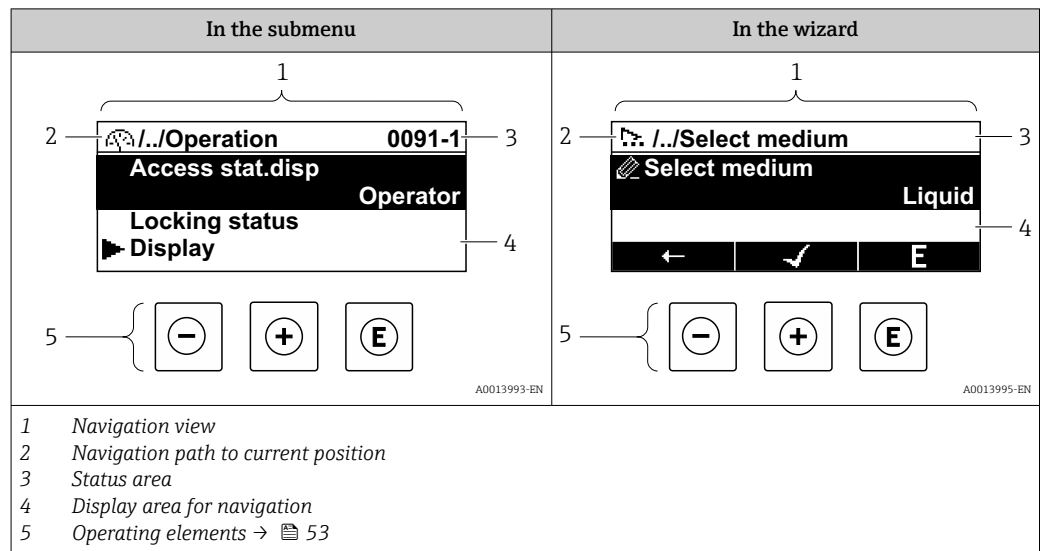 In the submenu
In the wizard
1
2
/../Operation 0091-1
3
Access stat.disp
Operator
Locking status
Display
4
5
- + E
A0013993-EN
1
2
/../Select medium
3
Select medium
Liquid
4
← ✓ E
5
- + E
A0013995-EN
1 Navigation view
2 Navigation path to current position
3 Status area
4 Display area for navigation
5 Operating elements → 53